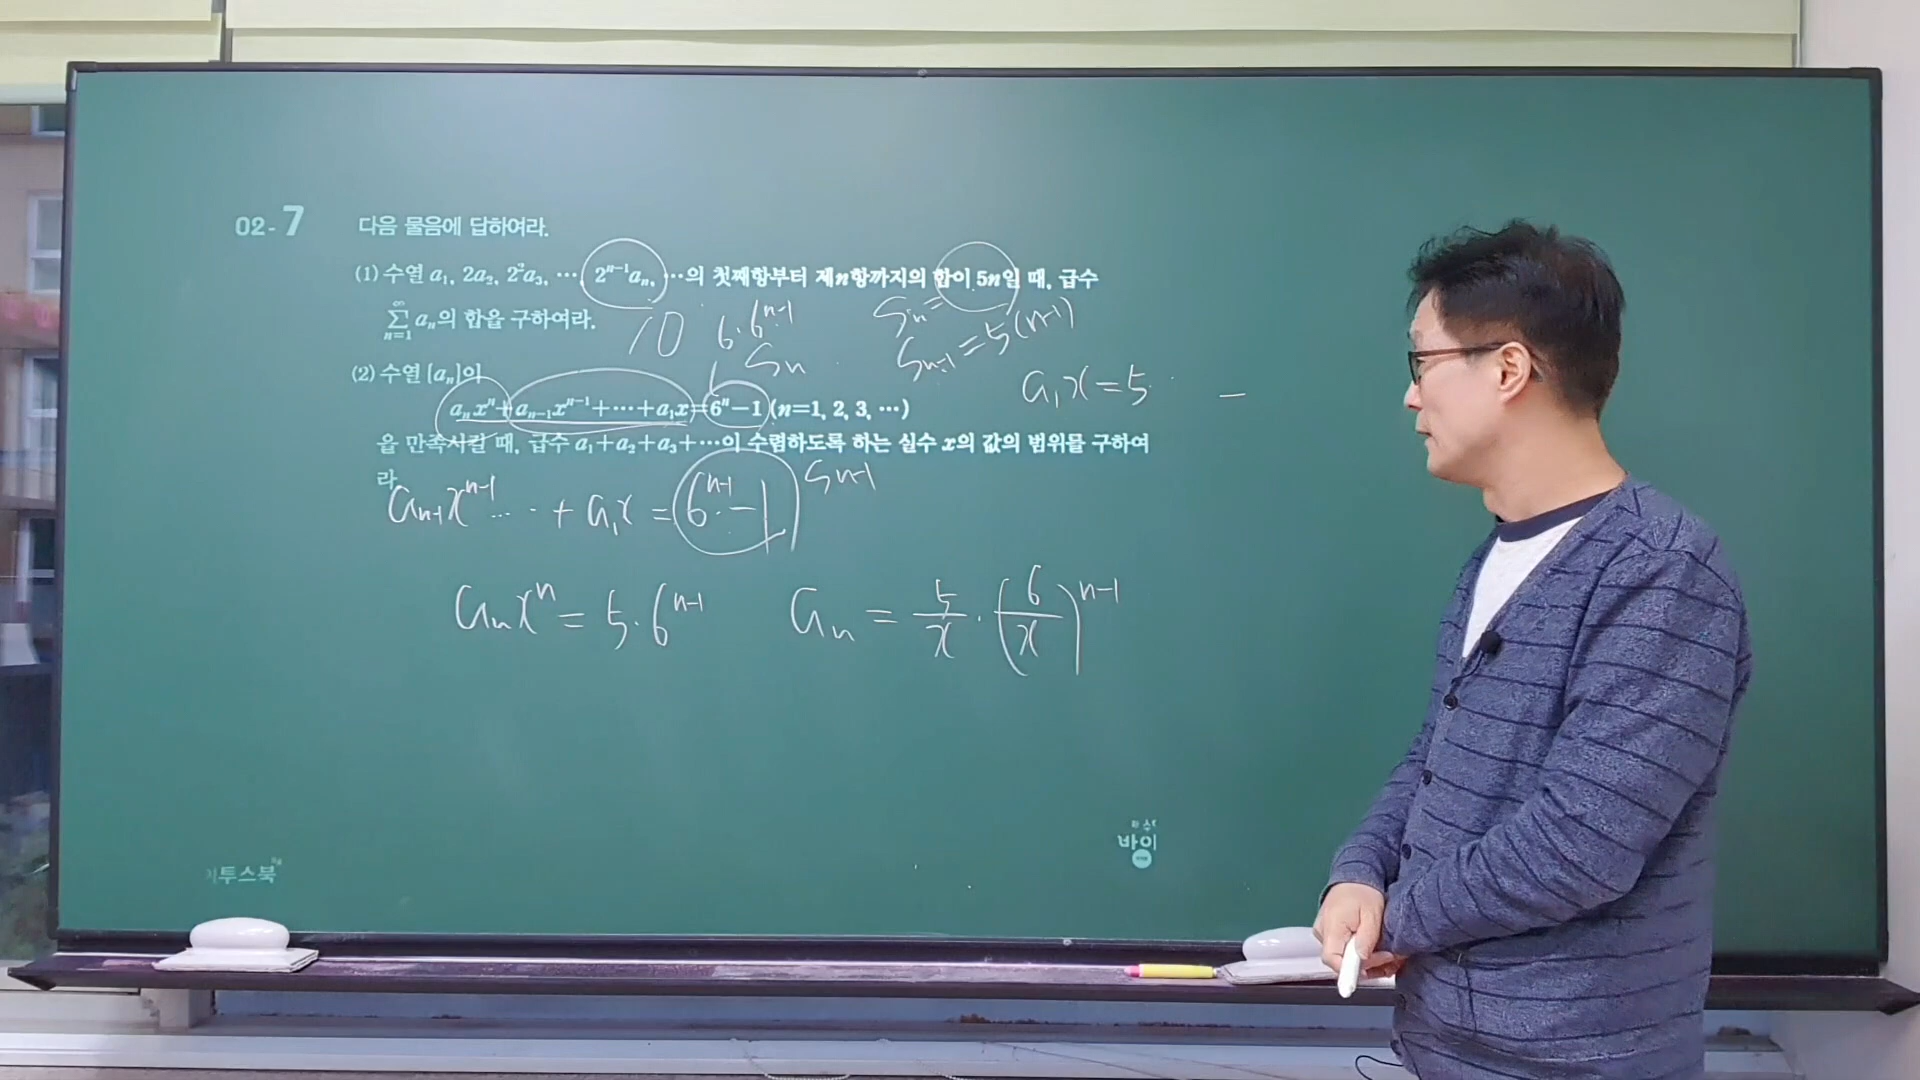 02-7 다음 물음에 답하여라.
(1) 수열 a₁, 2a₂, 2²a₃, ⋯, 2ⁿ⁻¹aₙ, ⋯의 첫째항부터 제n항까지의 합이 5n일 때, 급수
∑ₙ₌₁^∞ aₙ의 합을 구하여라.
10
6·6ⁿ⁻¹
Sₙ=
Sₙ₋₁=5(n-1)
Sₙ
(2) 수열 {aₙ}이
a₁x=5
aₙxⁿ+aₙ₋₁xⁿ⁻¹+⋯+a₁x=6ⁿ-1 (n=1, 2, 3, ⋯)
을 만족시킬 때, 급수 a₁+a₂+a₃+⋯이 수렴하도록 하는 실수 x의 값의 범위를 구하여
라.
aₙ₋₁xⁿ⁻¹ ⋯ + a₁x = 6ⁿ⁻¹-1
Sₙ₋₁
aₙxⁿ = 5·6ⁿ⁻¹
aₙ = 5/x · (6/x)ⁿ⁻¹
바이
투스북